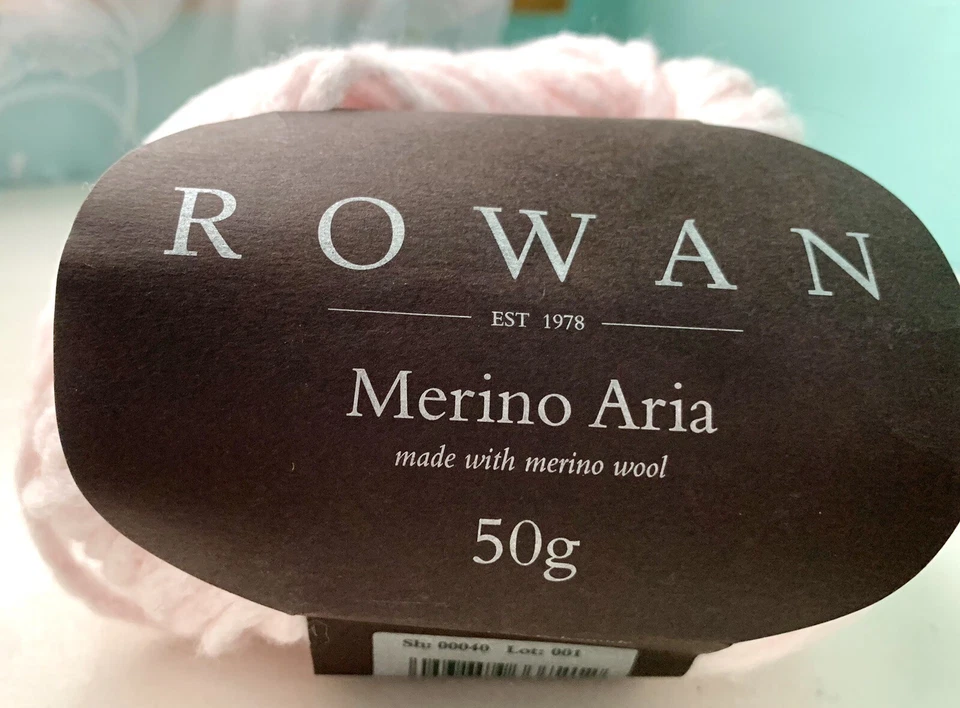 ROWAN
EST 1978
Merino Aria
made with merino wool
50g
Sh: 00040 Lot: 001